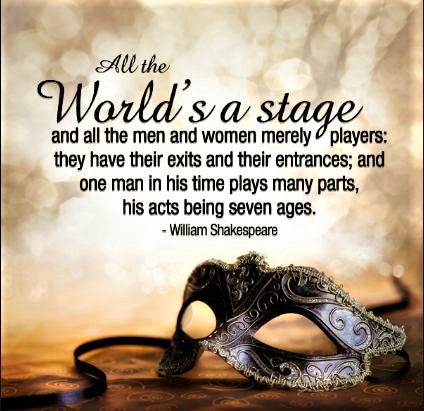 All the
World's a stage
and all the men and women merely players:
they have their exits and their entrances; and
one man in his time plays many parts,
his acts being seven ages.
- William Shakespeare